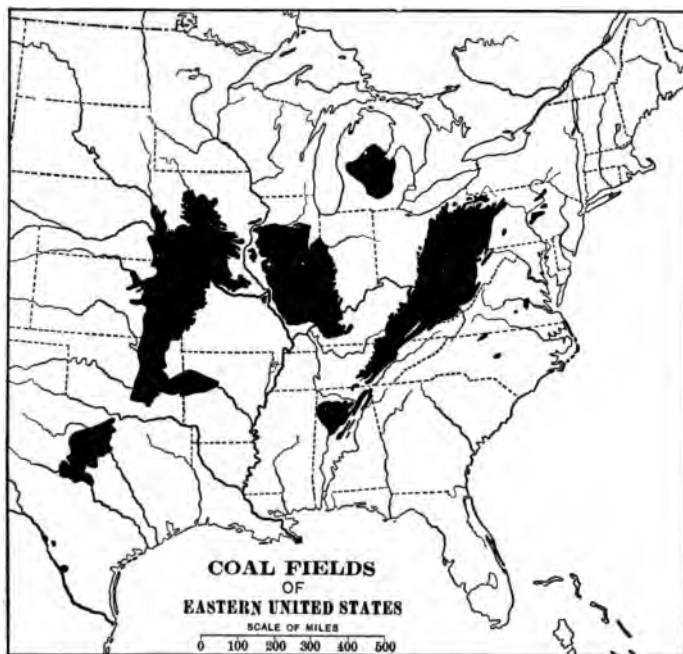 COAL FIELDS
OF
EASTERN UNITED STATES
SCALE OF MILES
0 100 200 300 400 500